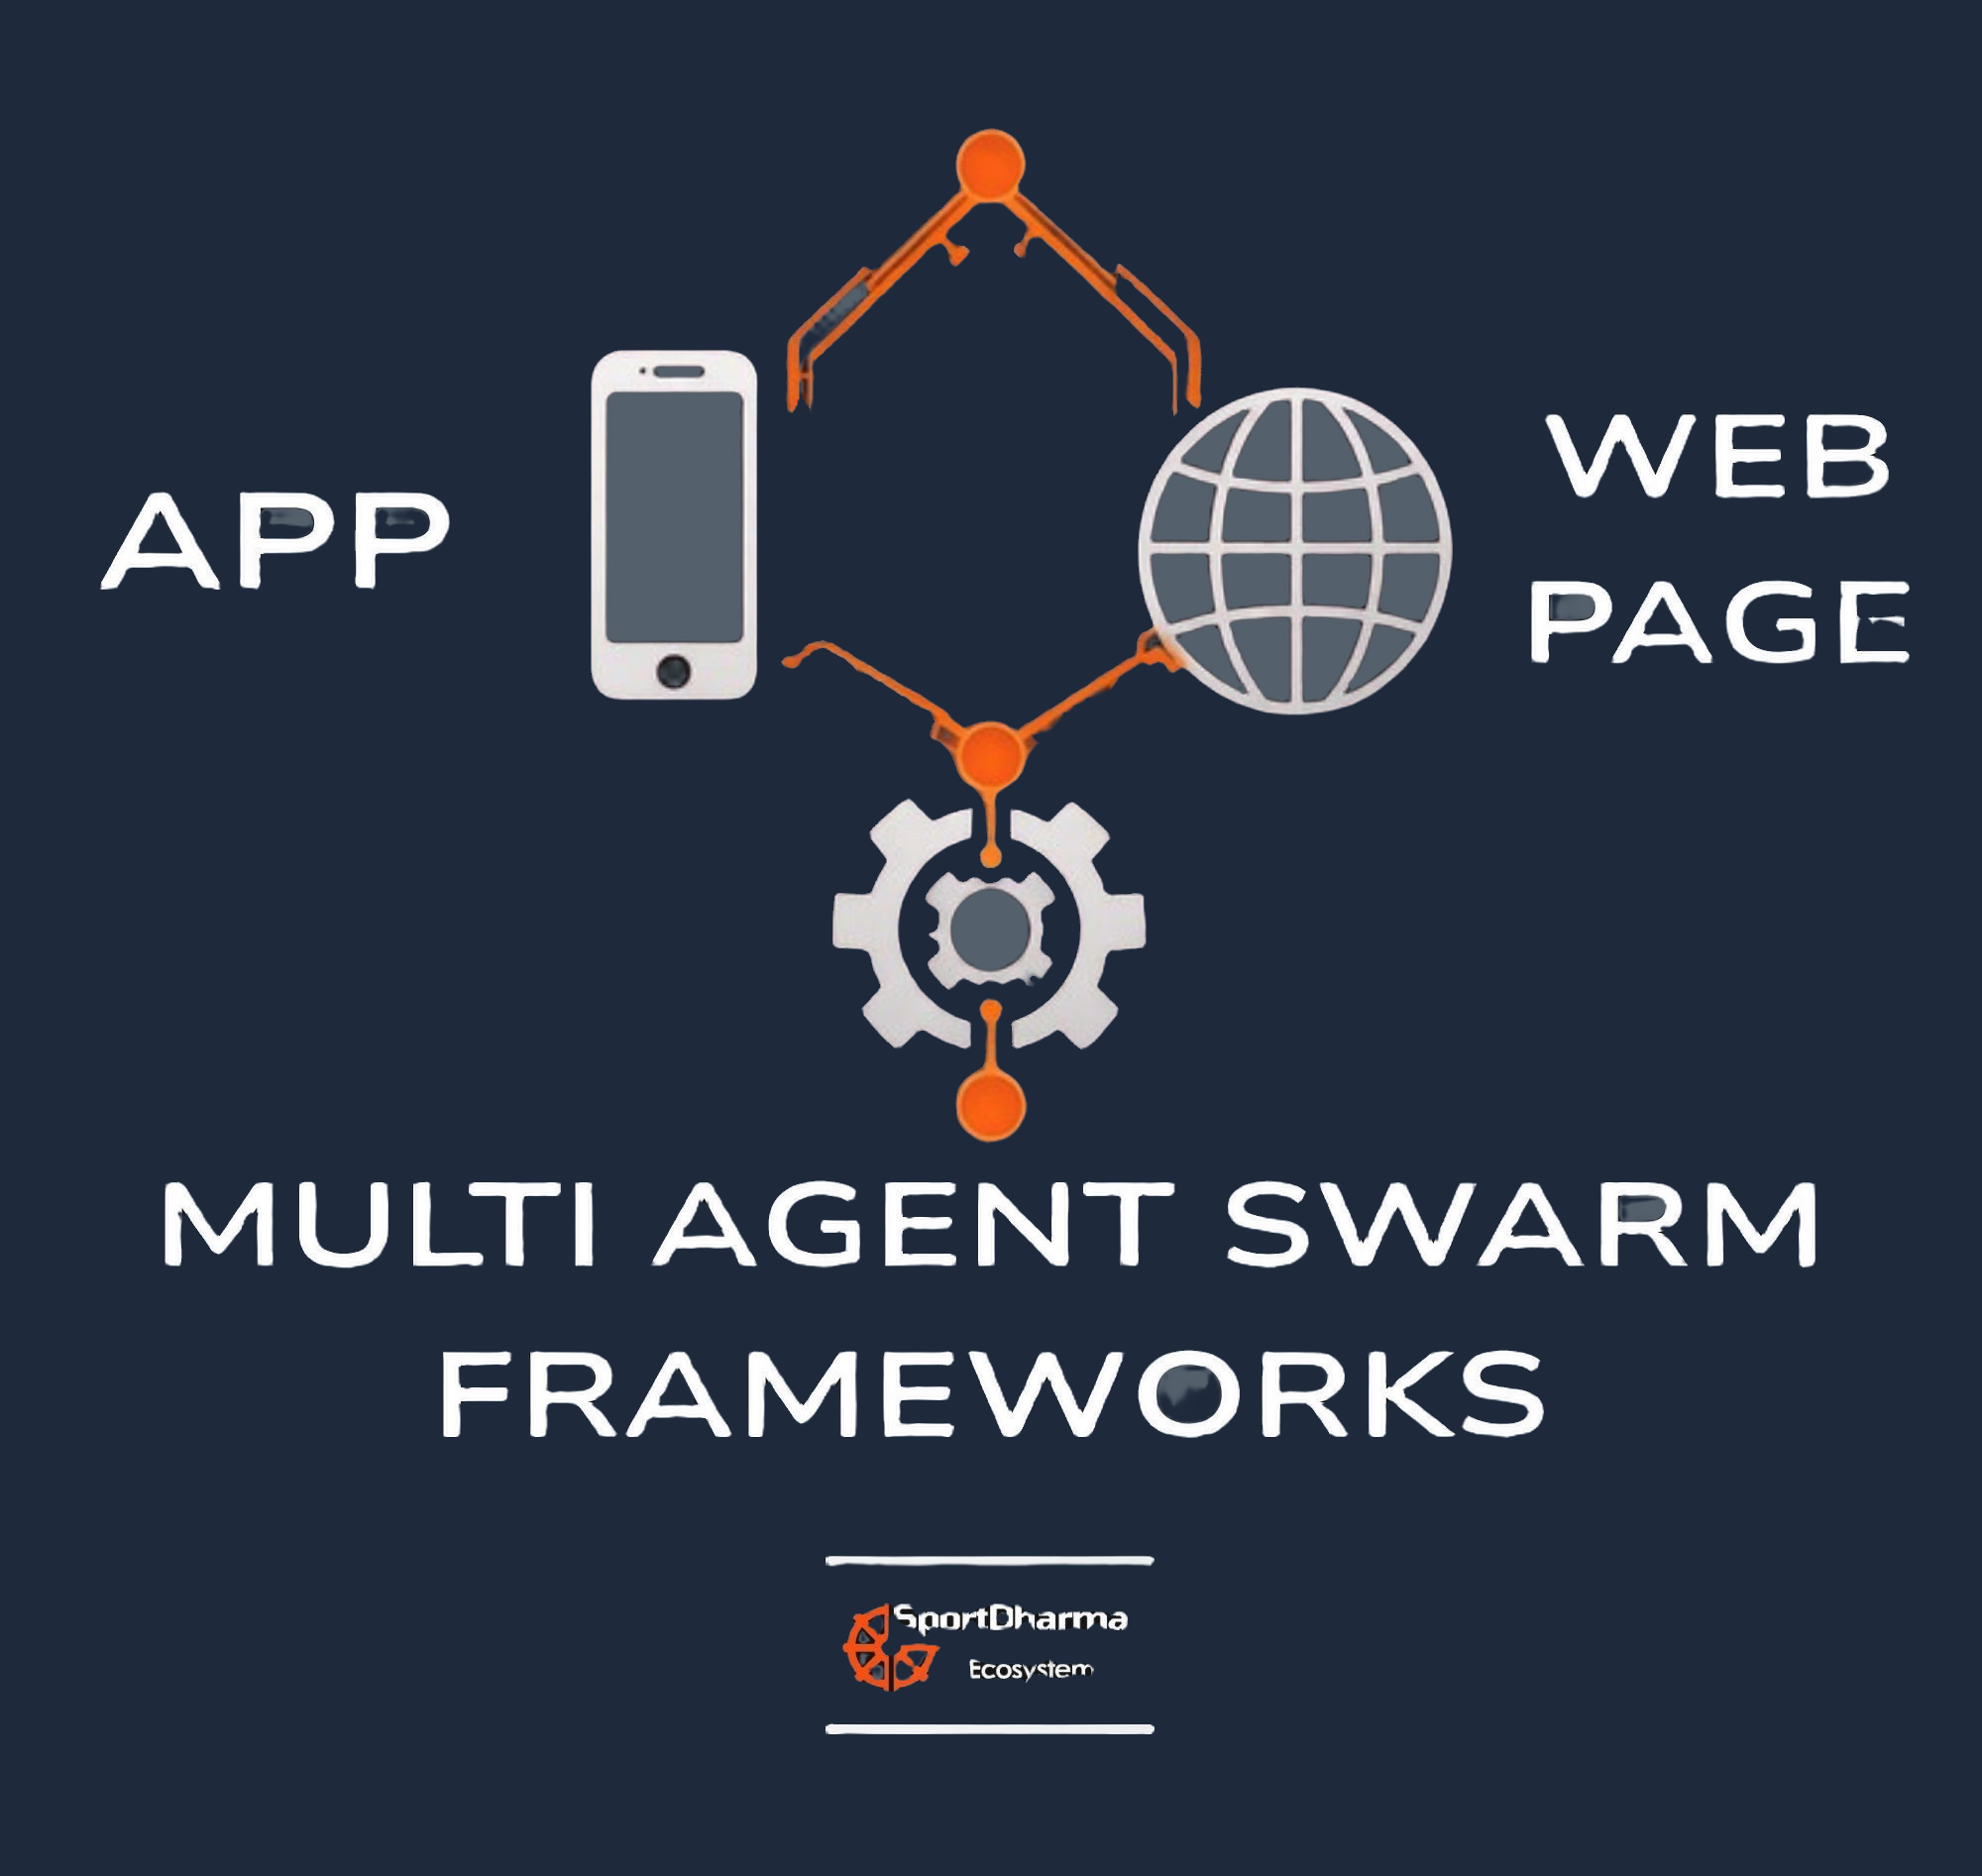 APP
WEB
PAGE
MULTI AGENT SWARM
FRAMEWORKS
SportDharma
Ecosystem